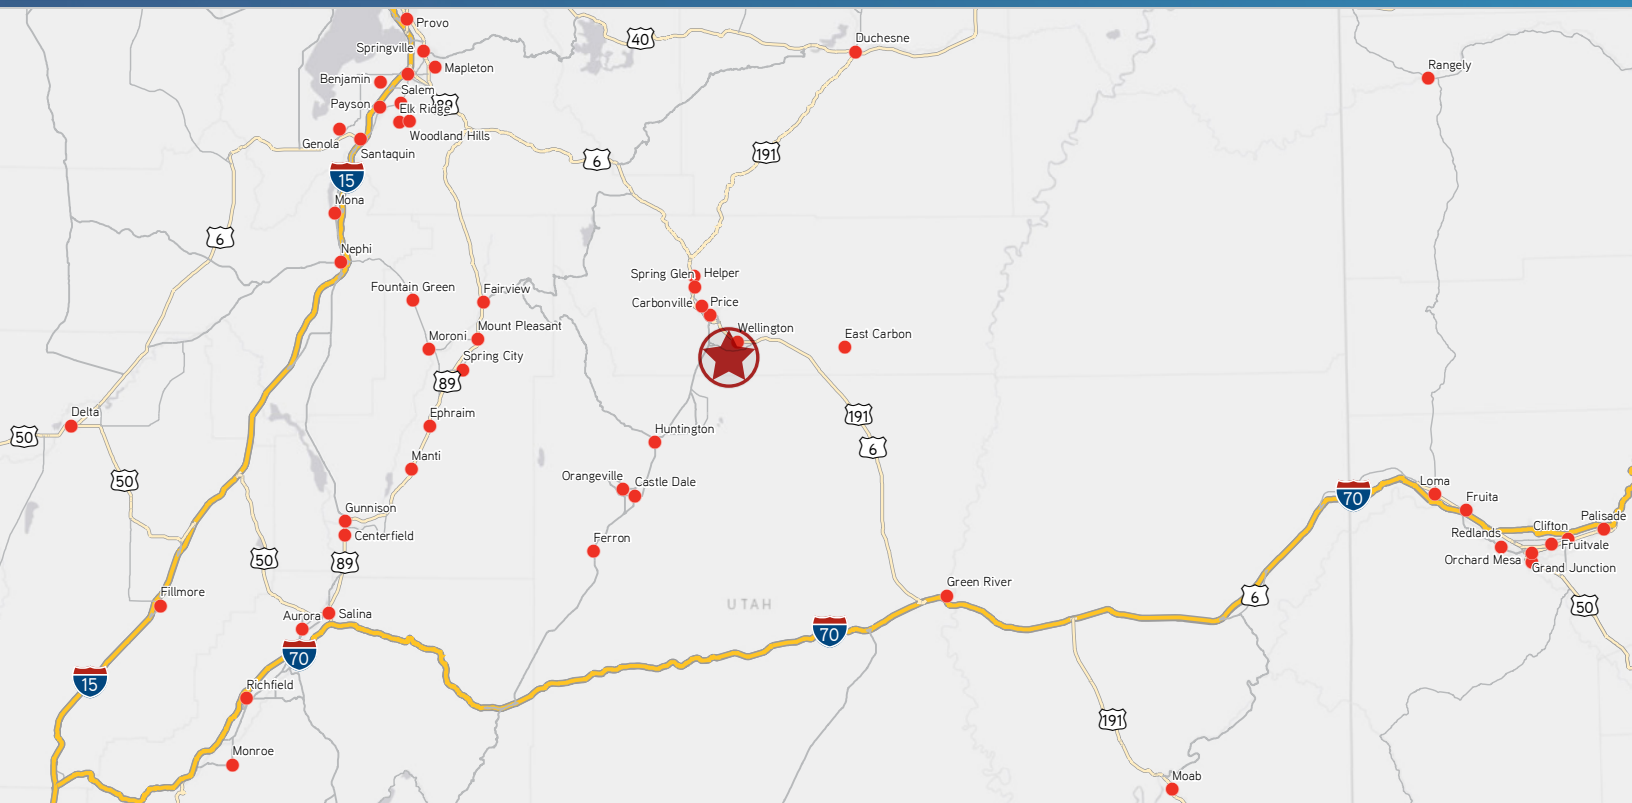 Provo
40
Duchesne
Springville
Mapleton
Rangely
Benjamin
Salem
Payson
89
Elk Ridge
Woodland Hills
Genola
Santaquin
6
191
15
Mona
6
Nephi
Spring Glen
Helper
Fountain Green
Fairview
Carbonville
Price
Mount Pleasant
Wellington
East Carbon
Moroni
Spring City
89
Delta
Ephraim
191
50
Huntington
6
Manti
50
Orangeville
Castle Dale
Loma
70
Fruita
Gunnison
Palisade
Centerfield
Ferron
Clifton
Redlands
Fruitvale
50
89
Orchard Mesa
Grand Junction
Green River
Fillmore
6
UTAH
50
Aurora
Salina
70
70
15
Richfield
191
Monroe
Moab